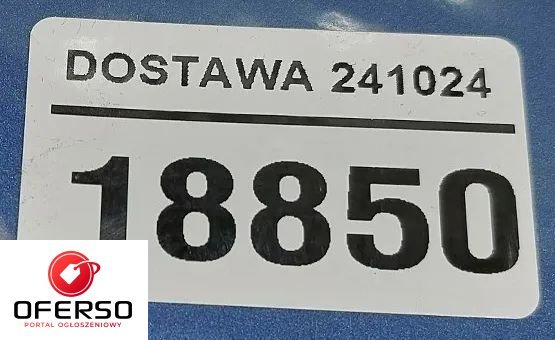 DOSTAWA 241024
18850
OFERSO
PORTAL OGŁOSZENIOWY